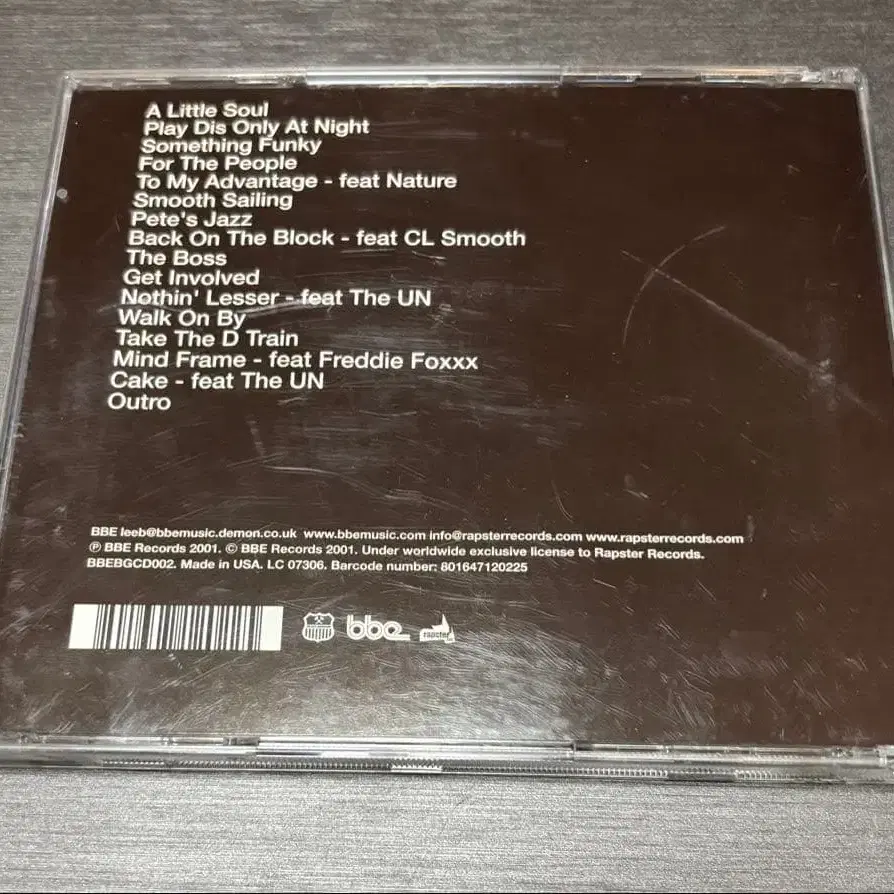 A Little Soul
Play Dis Only At Night
Something Funky
For The People
To My Advantage - feat Nature
Smooth Sailing
Pete's Jazz
Back On The Block - feat CL Smooth
The Boss
Get Involved
Nothin' Lesser - feat The UN
Walk On By
Take The D Train
Mind Frame - feat Freddie Foxxx
Cake - feat The UN
Outro
BBE leeb@bbemusic.demon.co.uk www.bbemusic.com info@rapsterrecords.com www.rapsterrecords.com
℗ BBE Records 2001. © BBE Records 2001. Under worldwide exclusive license to Rapster Records.
BBEBGCD002. Made in USA. LC 07306. Barcode number: 801647120225
bbe rapster